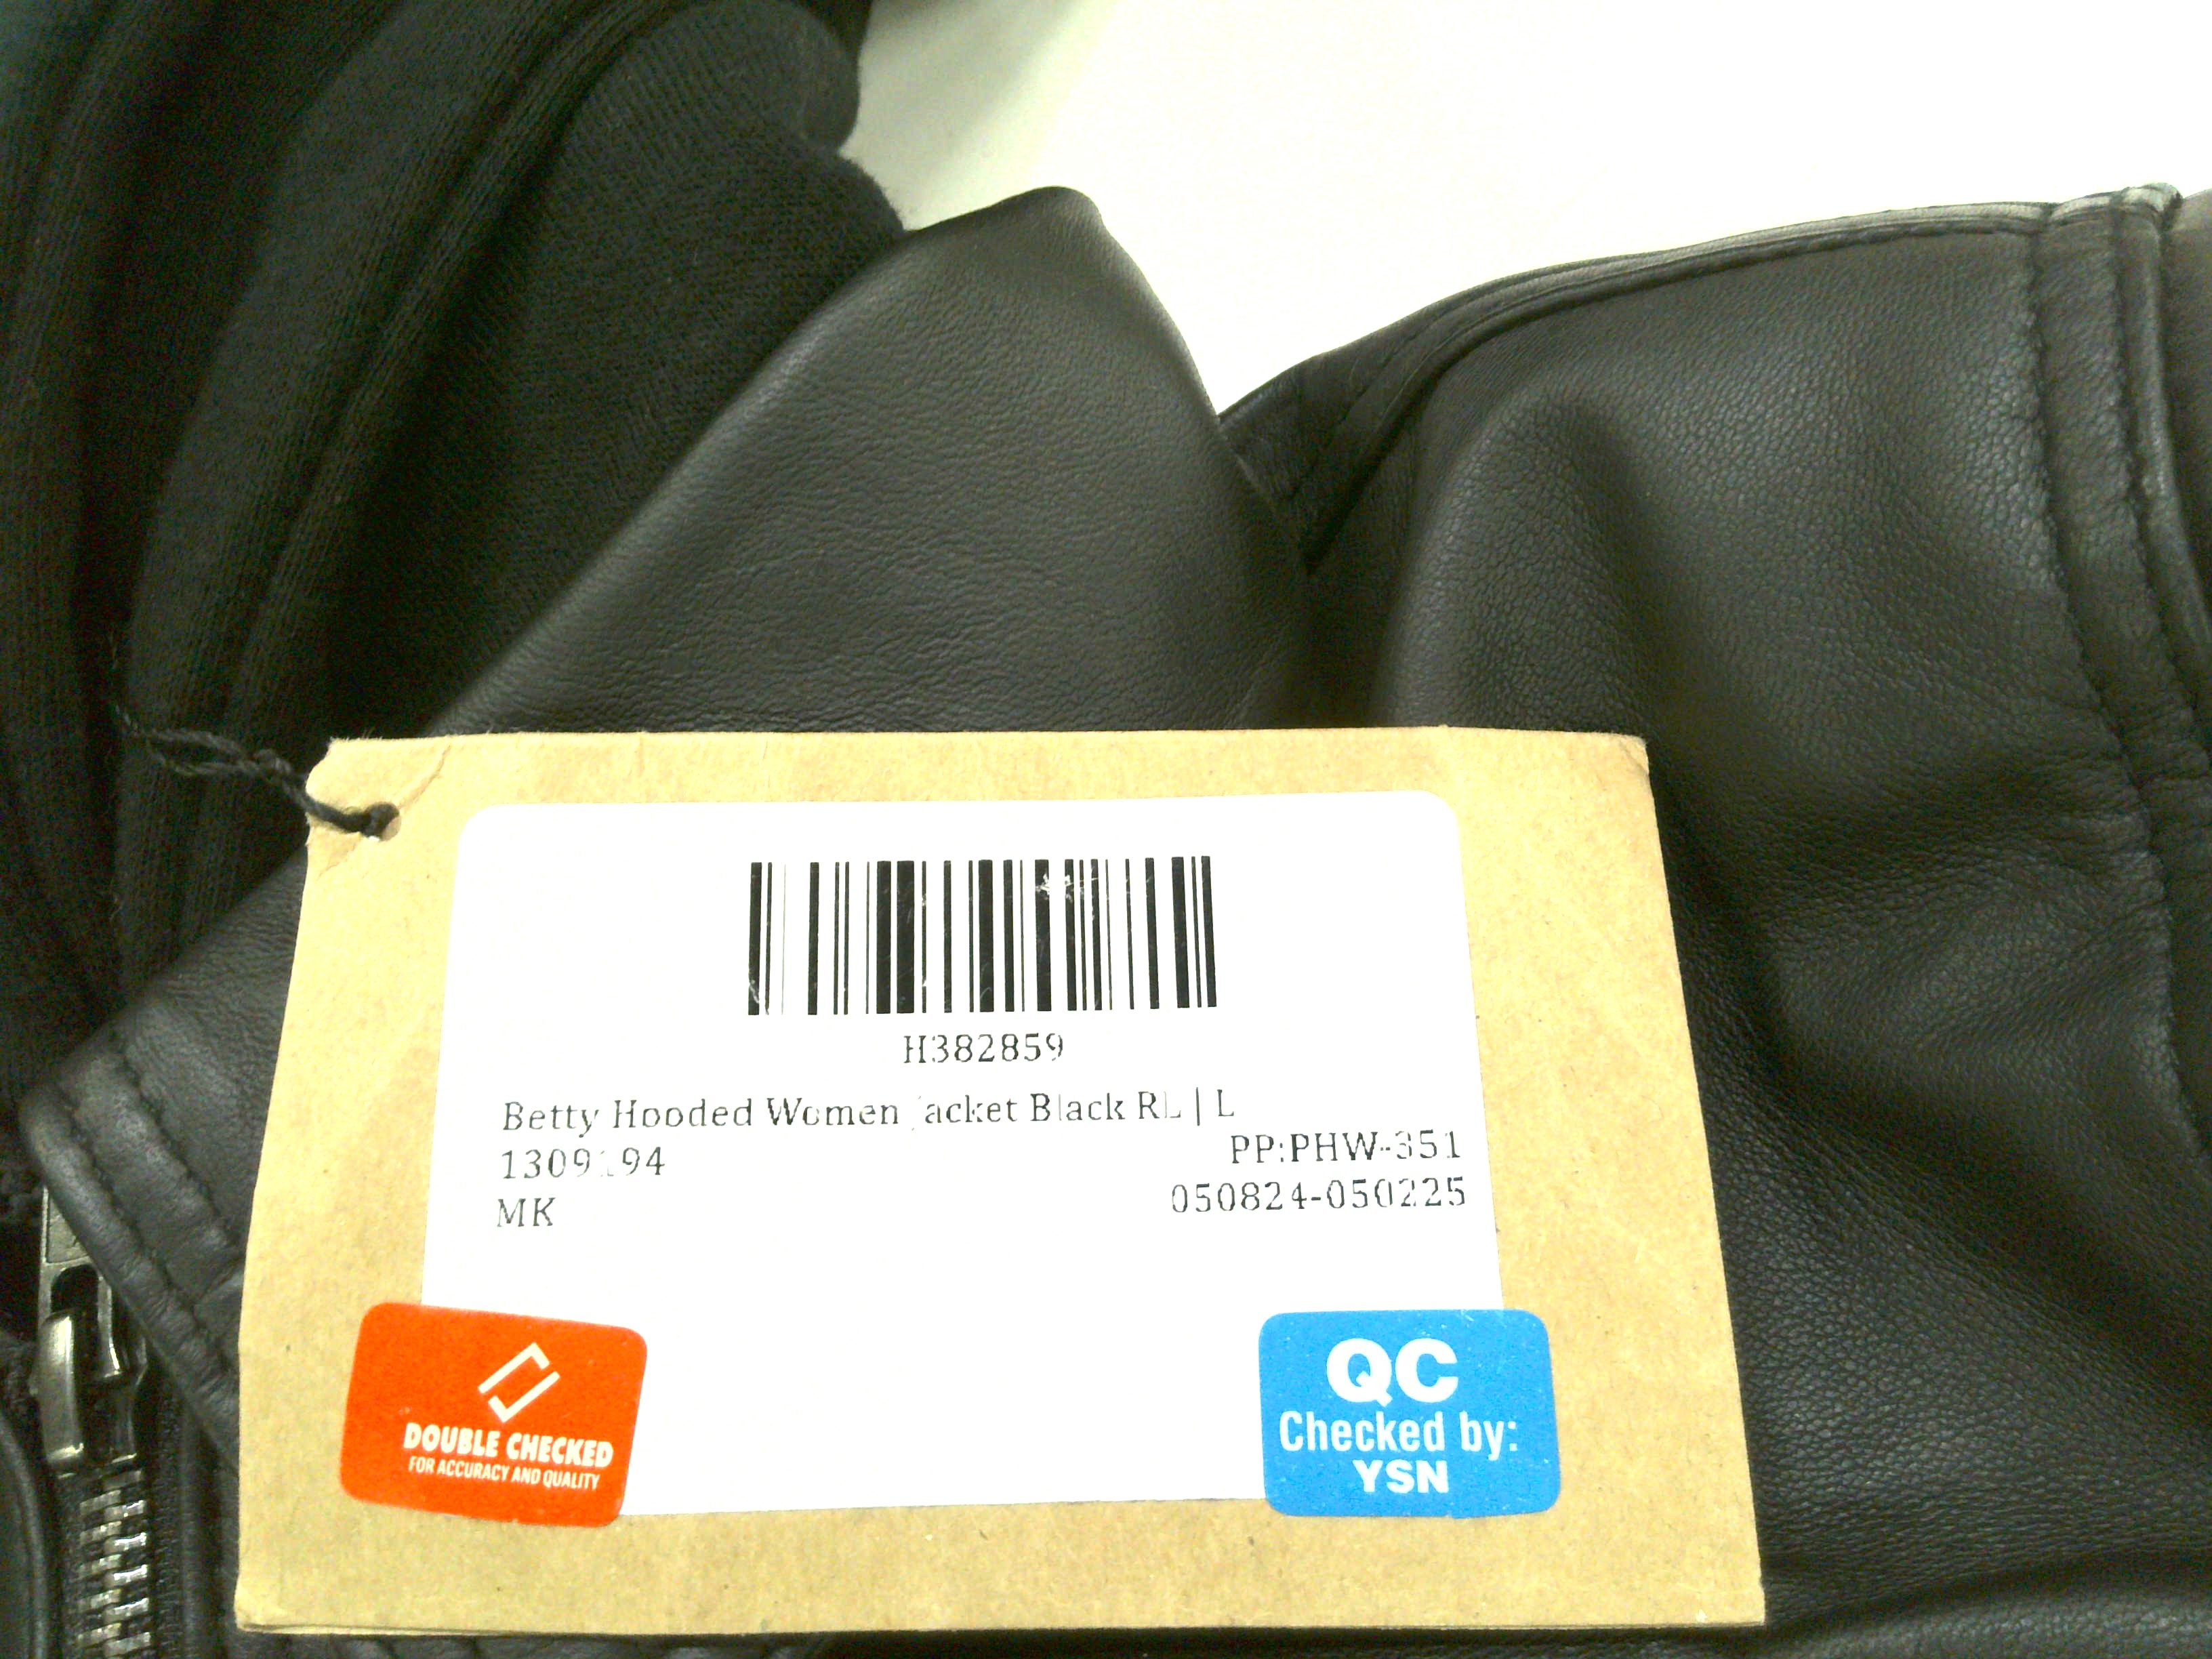 H382859
Betty Hooded Women Jacket Black RL | L
PP:PHW-351
MK
050824-050225
DOUBLE CHECKED
FOR ACCURACY AND QUALITY
QC
Checked by:
YSN